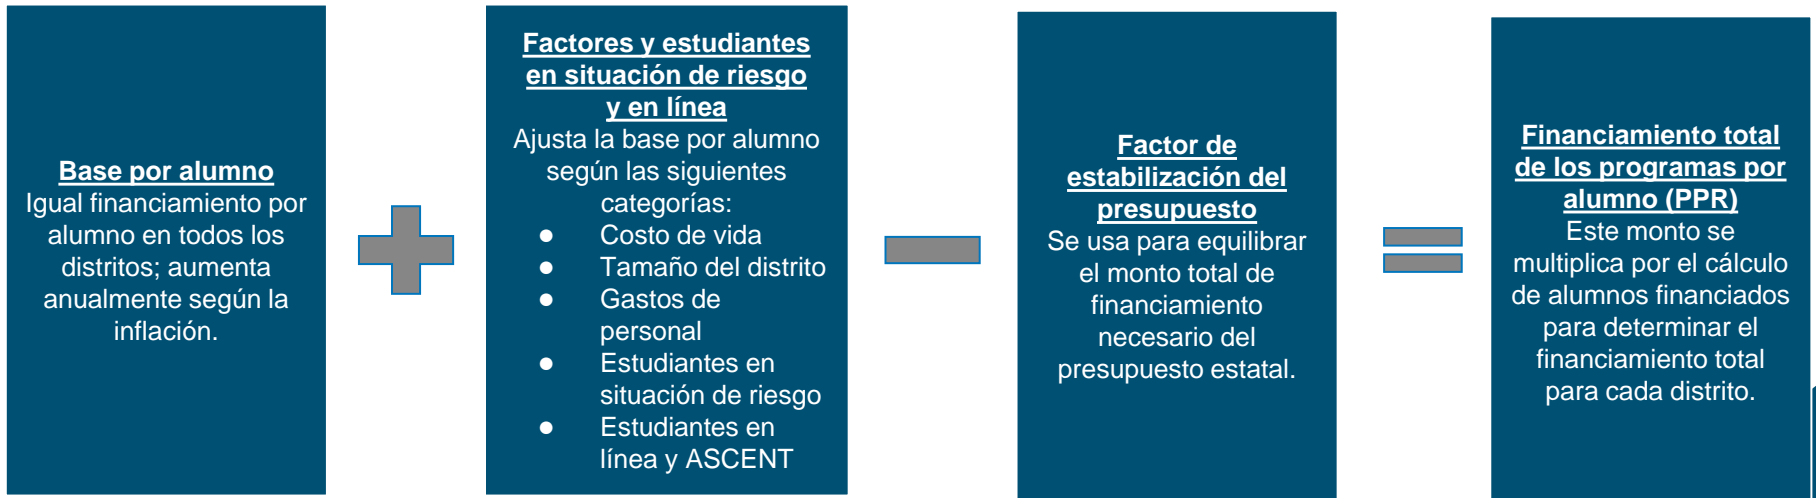 Base por alumno
Igual financiamiento por
alumno en todos los
distritos; aumenta
anualmente según la
inflación.
Factores y estudiantes
en situación de riesgo
y en línea
Ajusta la base por alumno
según las siguientes
categorías:
● Costo de vida
● Tamaño del distrito
● Gastos de
personal
● Estudiantes en
situación de riesgo
● Estudiantes en
línea y ASCENT
Factor de
estabilización del
presupuesto
Se usa para equilibrar
el monto total de
financiamiento
necesario del
presupuesto estatal.
Financiamiento total
de los programas por
alumno (PPR)
Este monto se
multiplica por el cálculo
de alumnos financiados
para determinar el
financiamiento total
para cada distrito.